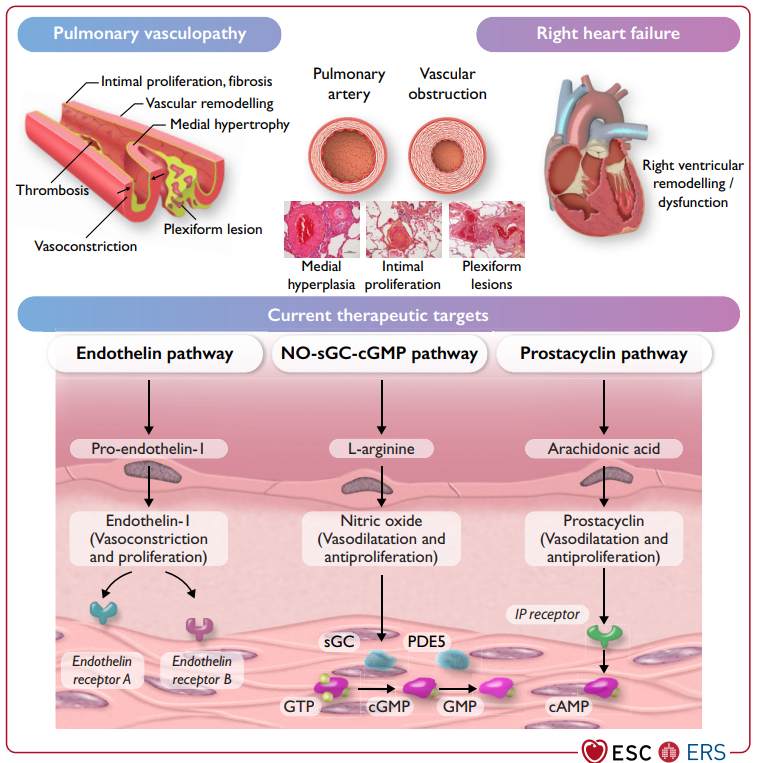 Pulmonary vasculopathy
Right heart failure
Intimal proliferation, fibrosis
Vascular remodelling
Medial hypertrophy
Thrombosis
Vasoconstriction
Plexiform lesion
Pulmonary
artery
Vascular
obstruction
Medial
hyperplasia
Intimal
proliferation
Plexiform
lesions
Right ventricular
remodelling /
dysfunction
Current therapeutic targets
Endothelin pathway
NO-sGC-cGMP pathway
Prostacyclin pathway
Pro-endothelin-1
L-arginine
Arachidonic acid
Endothelin-1
(Vasoconstriction
and proliferation)
Nitric oxide
(Vasodilatation and
antiproliferation)
Prostacyclin
(Vasodilatation and
antiproliferation)
Endothelin
receptor A
Endothelin
receptor B
sGC
PDE5
GTP
cGMP
GMP
IP receptor
cAMP
ESC
ERS